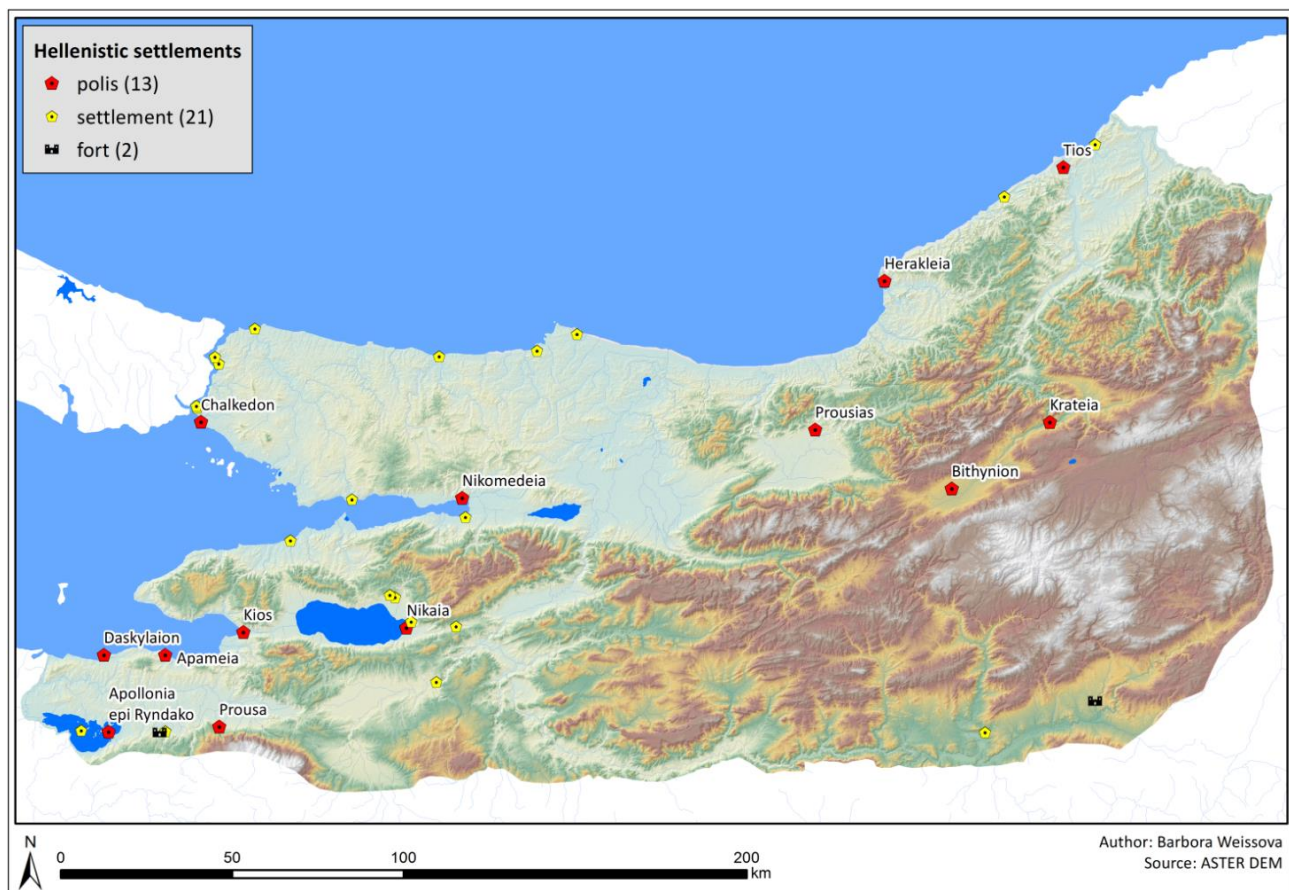 Hellenistic settlements
polis (13)
settlement (21)
fort (2)
Tios
Herakleia
Chalkedon
Prousias
Krateia
Bithynion
Nikomedeia
Kios
Nikaia
Daskylaion
Apameia
Apollonia
epi Ryndako
Prousa
N
0
50
100
200
km
Author: Barbora Weissova
Source: ASTER DEM